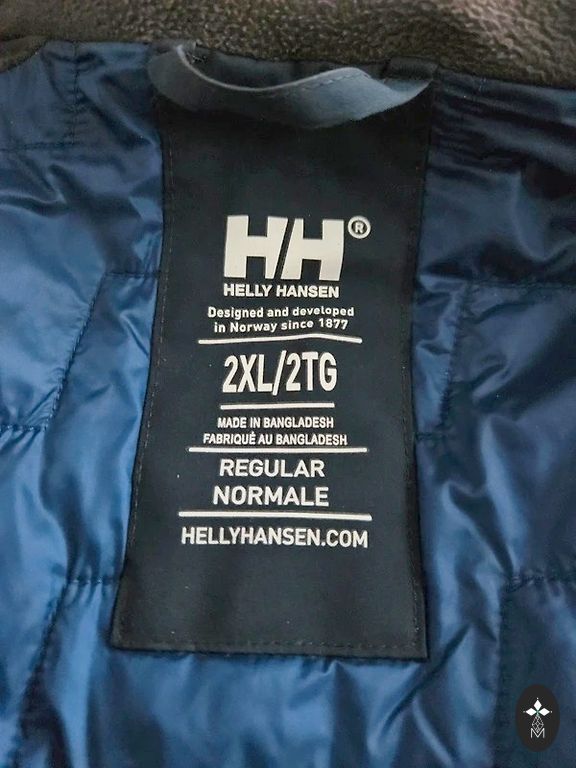 HH®
HELLY HANSEN
Designed and developed
in Norway since 1877
2XL/2TG
MADE IN BANGLADESH
FABRIQUÉ AU BANGLADESH
REGULAR
NORMALE
HELLYHANSEN.COM
M